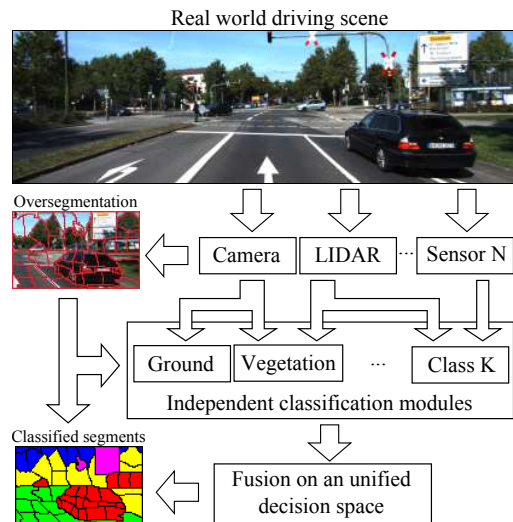 Real world driving scene
Oversegmentation
Camera
LIDAR
...
Sensor N
Ground
Vegetation
...
Class K
Independent classification modules
Classified segments
Fusion on an unified
decision space